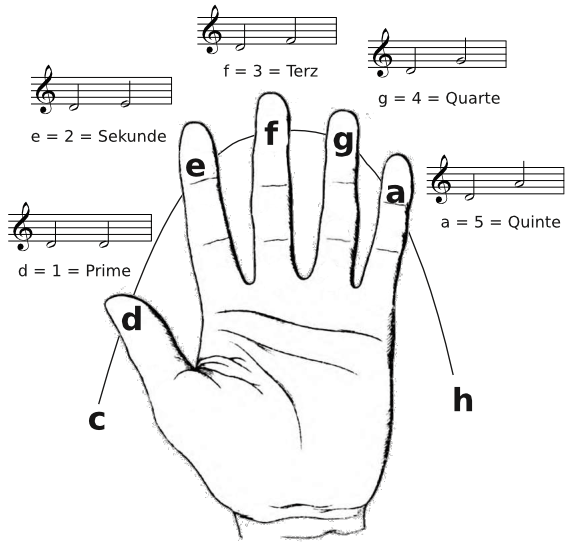 f = 3 = Terz
g = 4 = Quarte
e = 2 = Sekunde
f
g
e
a
a = 5 = Quinte
d = 1 = Prime
d
c
h